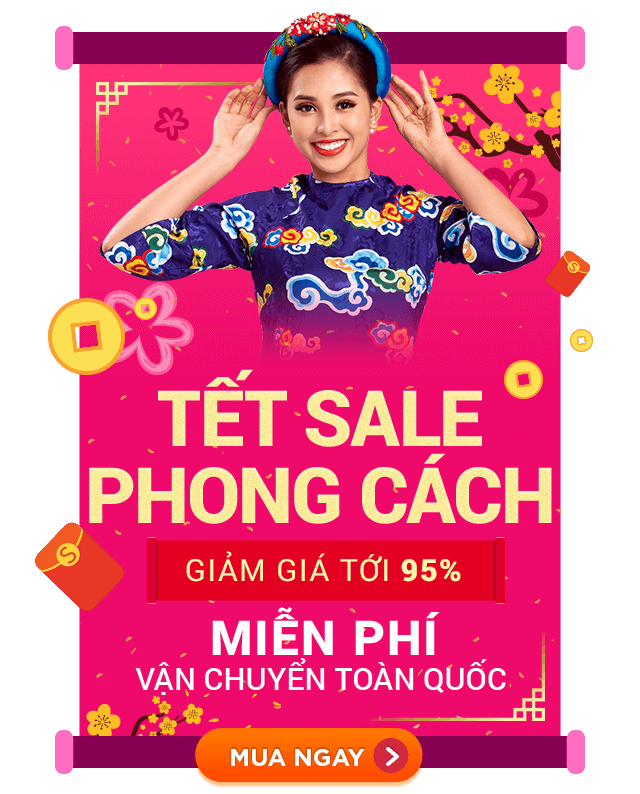 TẾT SALE
PHONG CÁCH
GIẢM GIÁ TỚI 95%
MIỄN PHÍ
VẬN CHUYỂN TOÀN QUỐC
MUA NGAY